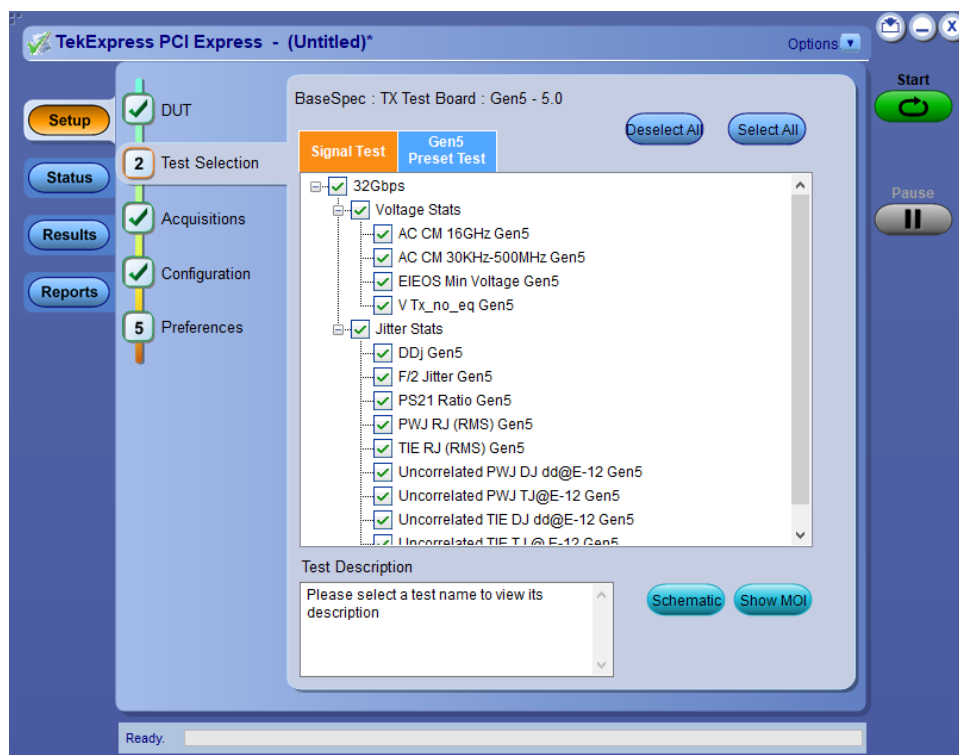 TekExpress PCI Express - (Untitled)*
Options
Start
Pause
Setup
Status
Results
Reports
DUT
2 Test Selection
Acquisitions
Configuration
5 Preferences
BaseSpec : TX Test Board : Gen5 - 5.0
Deselect All
Select All
Signal Test
Gen5
Preset Test
32Gbps
Voltage Stats
AC CM 16GHz Gen5
AC CM 30KHz-500MHz Gen5
EIEOS Min Voltage Gen5
V Tx_no_eq Gen5
Jitter Stats
DDj Gen5
F/2 Jitter Gen5
PS21 Ratio Gen5
PWJ RJ (RMS) Gen5
TIE RJ (RMS) Gen5
Uncorrelated PWJ DJ dd@E-12 Gen5
Uncorrelated PWJ TJ@E-12 Gen5
Uncorrelated TIE DJ dd@E-12 Gen5
Uncorrelated TIE TJ@ E-12 Gen5
Test Description
Please select a test name to view its
description
Schematic
Show MOI
Ready.